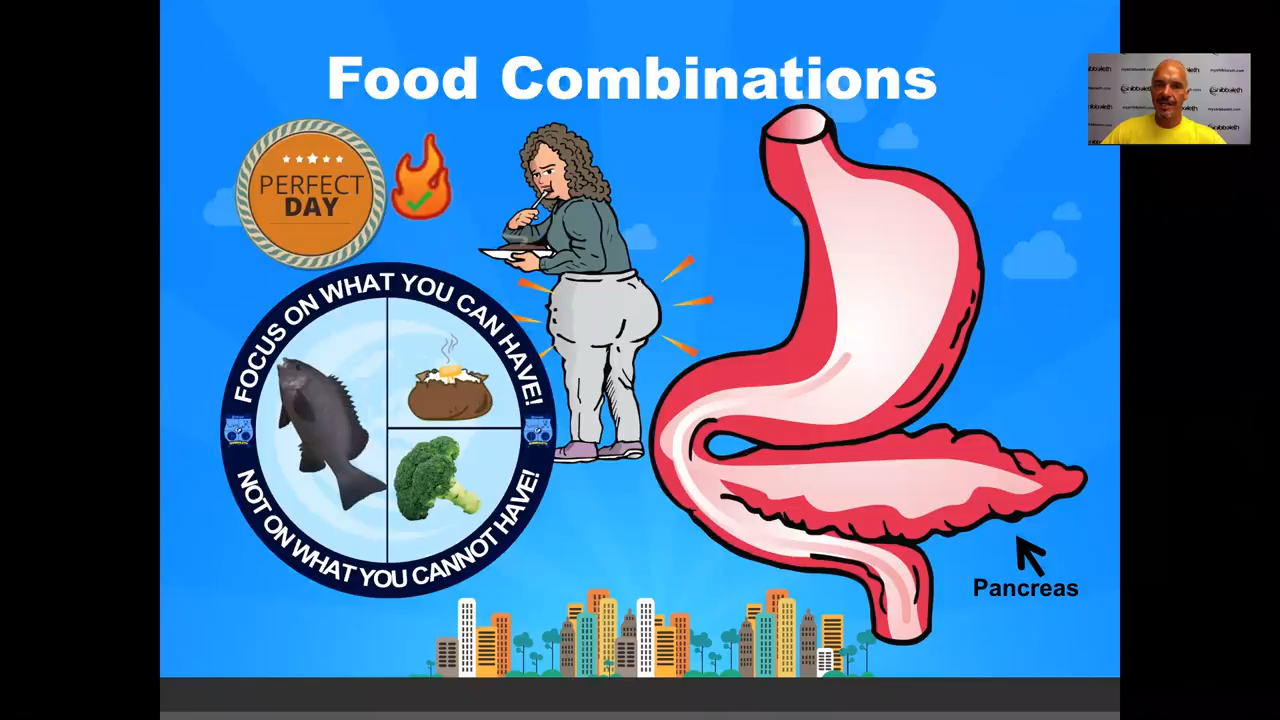 Food Combinations
PERFECT
DAY
FOCUS ON WHAT YOU CAN HAVE!
NOT ON WHAT YOU CANNOT HAVE!
Pancreas